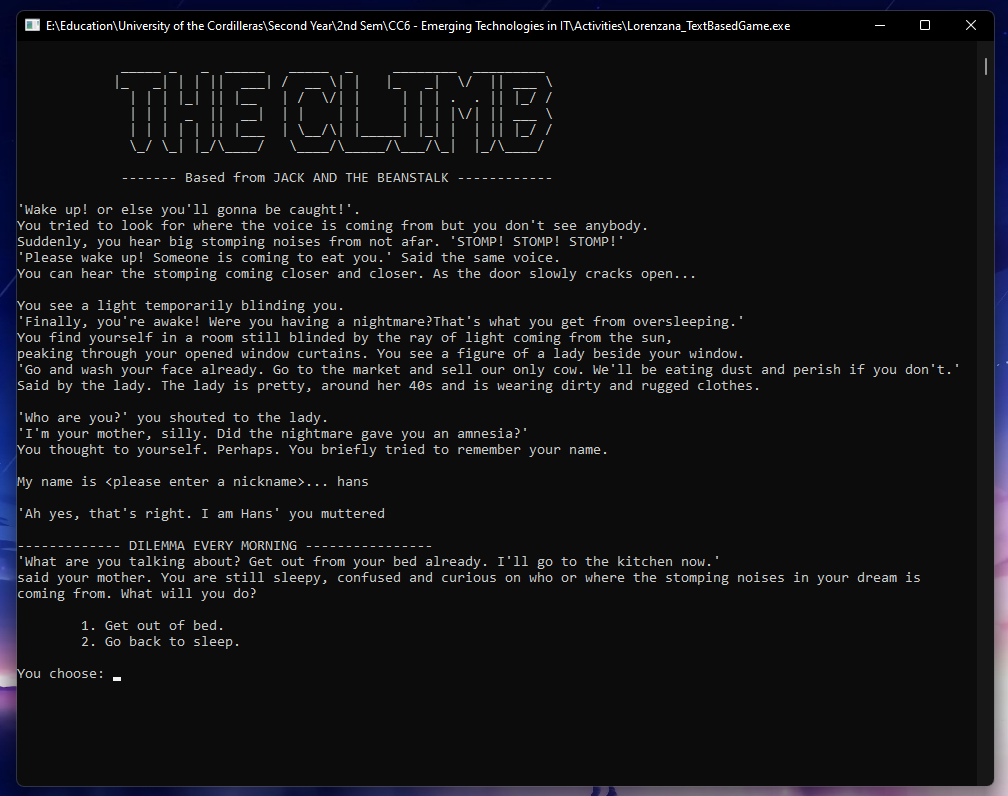 E:\Education\University of the Cordilleras\Second Year\2nd Sem\CC6 - Emerging Technologies in IT\Activities\Lorenzana_TextBasedGame.exe
THE CLIMB
------- Based from JACK AND THE BEANSTALK ------------
'Wake up! or else you'll gonna be caught!'.
You tried to look for where the voice is coming from but you don't see anybody.
Suddenly, you hear big stomping noises from not afar. 'STOMP! STOMP! STOMP!'
'Please wake up! Someone is coming to eat you.' Said the same voice.
You can hear the stomping coming closer and closer. As the door slowly cracks open...
You see a light temporarily blinding you.
'Finally, you're awake! Were you having a nightmare?That's what you get from oversleeping.'
You find yourself in a room still blinded by the ray of light coming from the sun,
peaking through your opened window curtains. You see a figure of a lady beside your window.
'Go and wash your face already. Go to the market and sell our only cow. We'll be eating dust and perish if you don't.'
Said by the lady. The lady is pretty, around her 40s and is wearing dirty and rugged clothes.
'Who are you?' you shouted to the lady.
'I'm your mother, silly. Did the nightmare gave you an amnesia?'
You thought to yourself. Perhaps. You briefly tried to remember your name.
My name is <please enter a nickname>... hans
'Ah yes, that's right. I am Hans' you muttered
------------- DILEMMA EVERY MORNING ----------------
'What are you talking about? Get out from your bed already. I'll go to the kitchen now.'
said your mother. You are still sleepy, confused and curious on who or where the stomping noises in your dream is
coming from. What will you do?
1. Get out of bed.
2. Go back to sleep.
You choose: